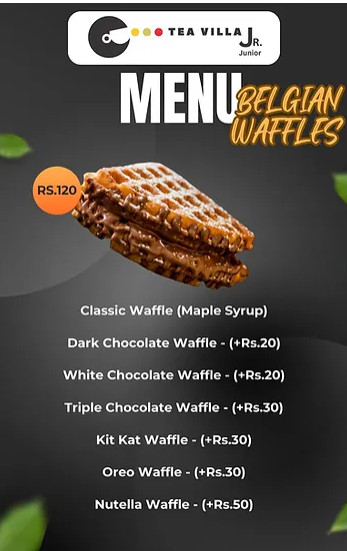 TEA VILLA JR.
Junior
MENU
BELGIAN
WAFFLES
RS.120
Classic Waffle (Maple Syrup)
Dark Chocolate Waffle - (+Rs.20)
White Chocolate Waffle - (+Rs.20)
Triple Chocolate Waffle - (+Rs.30)
Kit Kat Waffle - (+Rs.30)
Oreo Waffle - (+Rs.30)
Nutella Waffle - (+Rs.50)